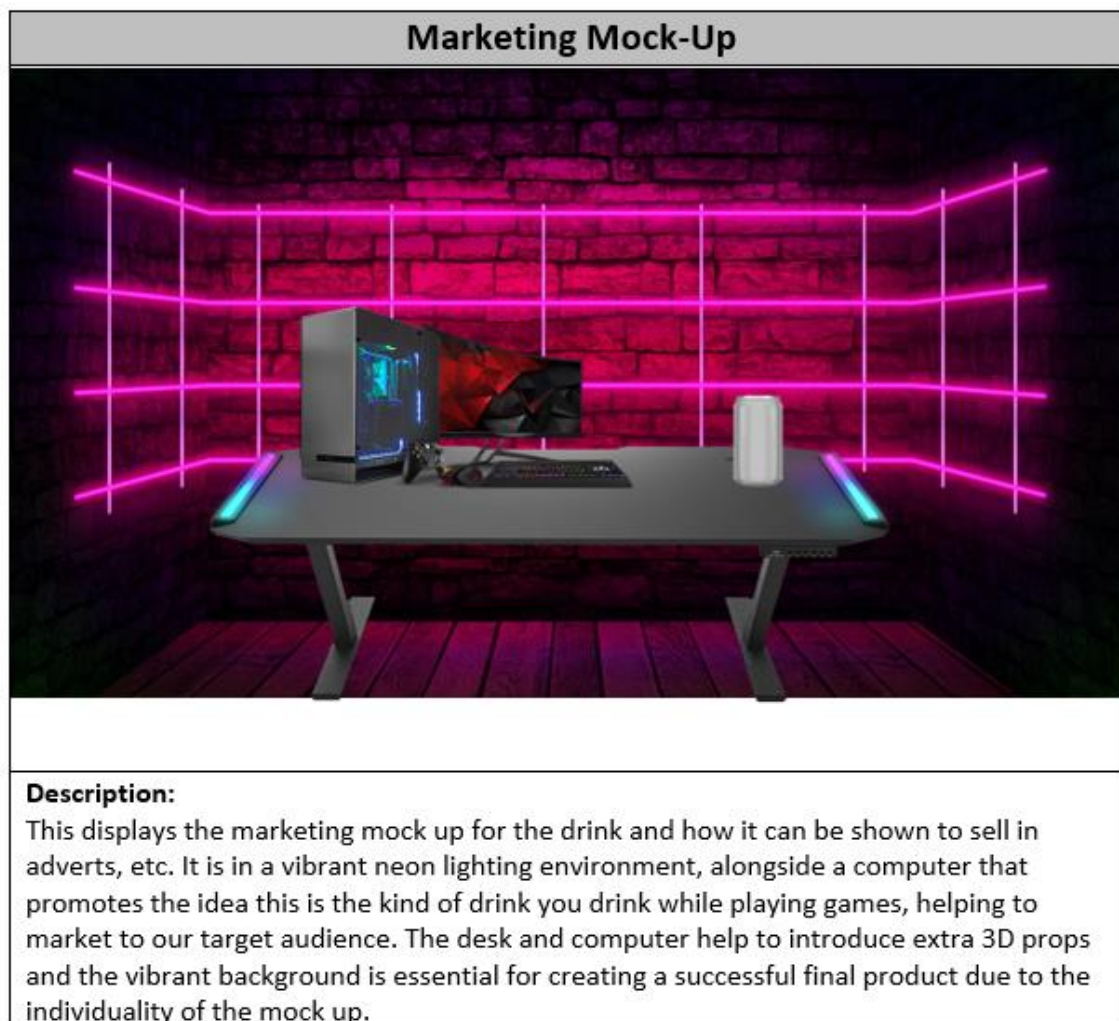 Marketing Mock-Up
Description:
This displays the marketing mock up for the drink and how it can be shown to sell in
adverts, etc. It is in a vibrant neon lighting environment, alongside a computer that
promotes the idea this is the kind of drink you drink while playing games, helping to
market to our target audience. The desk and computer help to introduce extra 3D props
and the vibrant background is essential for creating a successful final product due to the
individuality of the mock up.